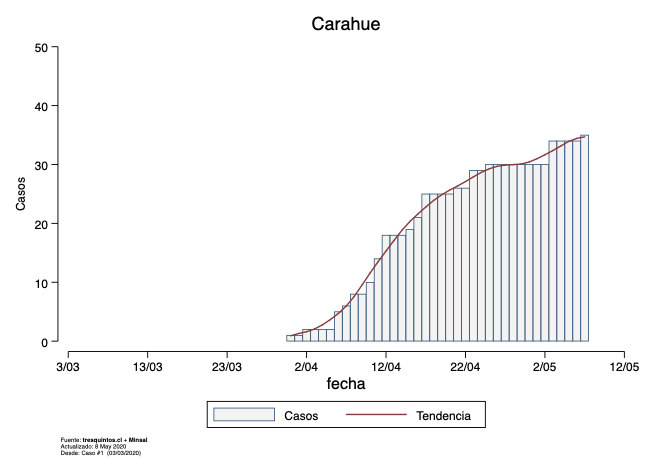 Carahue
50
40
30
20
10
0
Casos
3/03
13/03
23/03
2/04
12/04
22/04
2/05
12/05
fecha
Casos
Tendencia
Fuente: tresquintos.cl + Minsal
Actualizado: 8 May 2020
Desde: Caso #1 (03/03/2020)